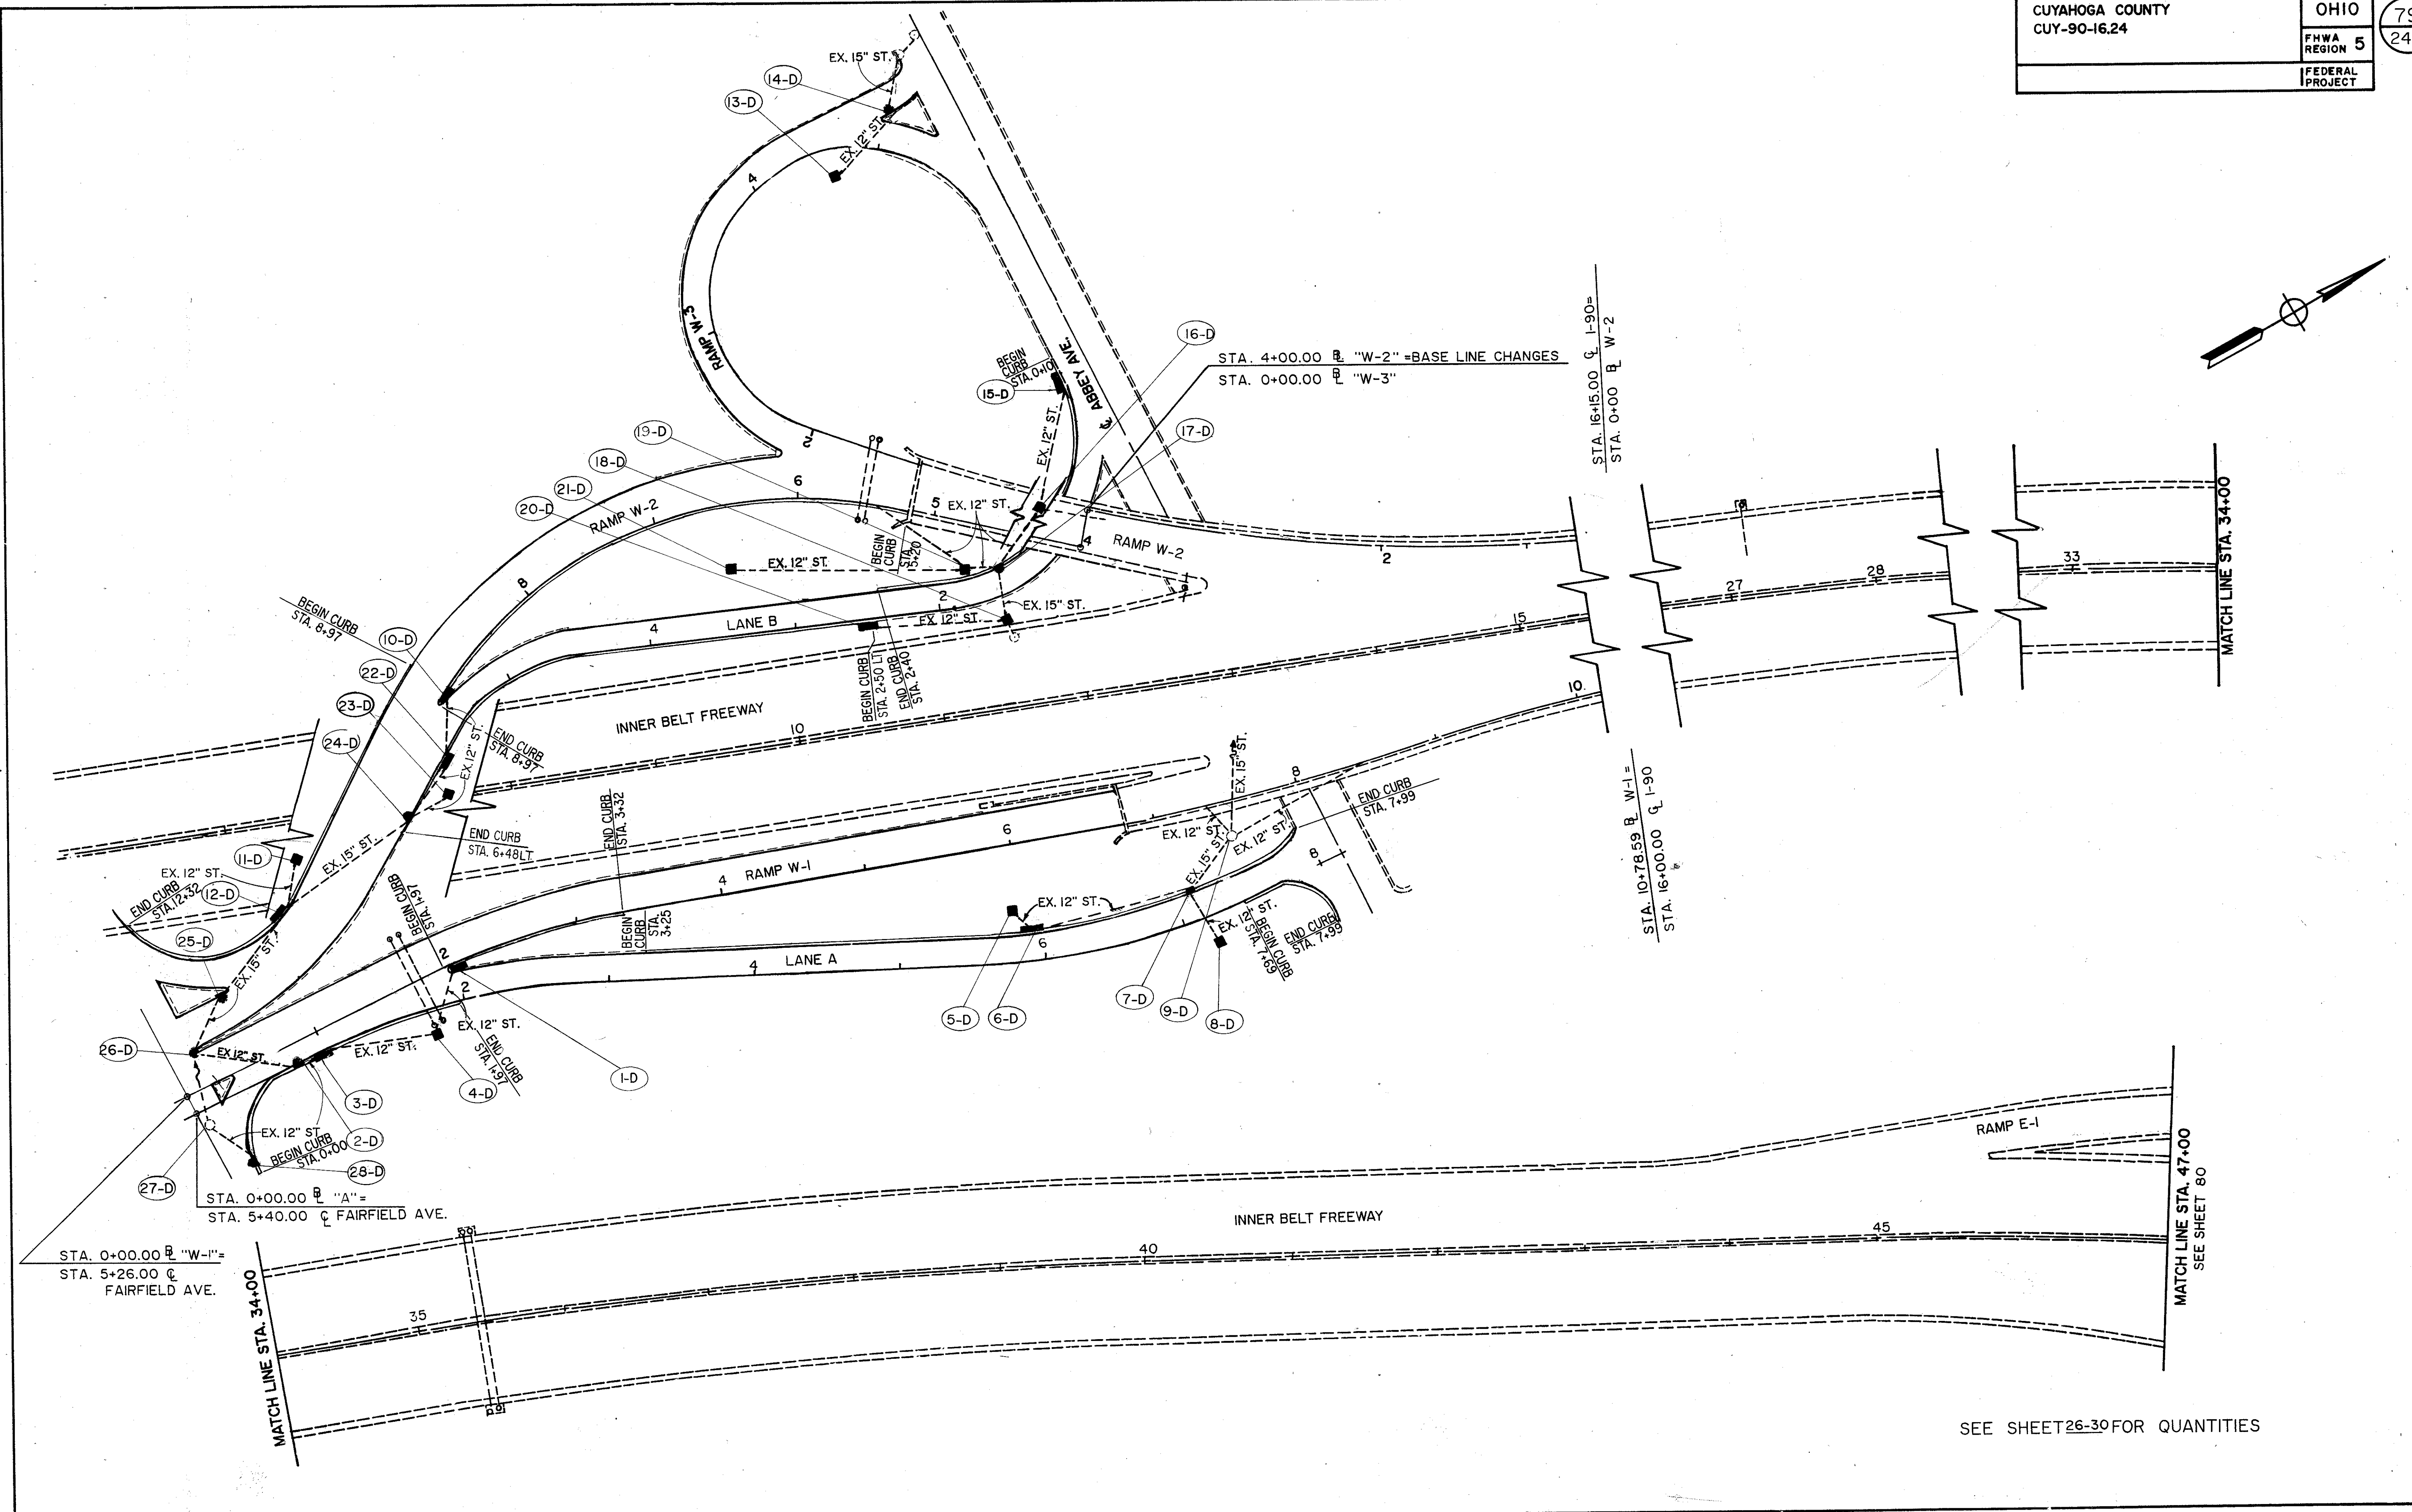 CUYAHOGA COUNTY
CUY-90-16.24
OHIO
FHWA
REGION 5
FEDERAL
PROJECT
79
24
EX. 15" ST.
14-D
13-D
EX. 12" ST.
4
RAMP W-3
2
BEGIN
CURB
STA. 0+10
15-D
EX. 12" ST.
℄ ABBEY AVE.
16-D
STA. 4+00.00 ℄ "W-2" =BASE LINE CHANGES
STA. 0+00.00 ℄ "W-3"
17-D
19-D
18-D
21-D
20-D
STA. 16+15.00 ℄ I-90=
STA. 0+00 ℄ W-2
6
5
EX. 12" ST.
RAMP W-2
BEGIN
CURB
STA.
5+20
4
RAMP W-2
2
EX. 12" ST.
8
EX. 15" ST.
2
EX. 12" ST.
4
LANE B
BEGIN CURB
STA. 8+97
10-D
22-D
23-D
24-D
BEGIN CURB
STA. 2+50 LT
END CURB
STA. 2+40
15
27
28
33
MATCH LINE STA. 34+00
INNER BELT FREEWAY
10
10
END CURB
STA. 8+97
EX. 12" ST.
END CURB
STA. 6+48LT
EX. 15" ST.
11-D
EX. 12" ST.
12-D
END CURB
STA. 12+32
25-D
EX. 15" ST.
BEGIN CURB
STA. 1+97
END CURB
STA. 3+32
4
RAMP W-1
6
8
EX. 15" ST.
END CURB
STA. 7+99
EX. 12" ST.
EX. 12" ST.
EX. 15" ST.
8
STA. 10+78.59 ℄ W-1 =
STA. 16+00.00 ℄ I-90
BEGIN
CURB
STA.
3+25
2
2
4
LANE A
6
EX. 12" ST.
EX. 12" ST.
BEGIN CURB
STA. 7+69
END CURB
STA. 7+99
5-D
6-D
7-D
9-D
8-D
EX. 12" ST.
END CURB
STA. 1+97
26-D
EX 12" ST.
EX. 12" ST.
1-D
4-D
3-D
2-D
EX. 12" ST
BEGIN CURB
STA. 0+00
28-D
27-D
STA. 0+00.00 ℄ "A"=
STA. 5+40.00 ℄ FAIRFIELD AVE.
STA. 0+00.00 ℄ "W-1"=
STA. 5+26.00 ℄
FAIRFIELD AVE.
MATCH LINE STA. 34+00
35
40
INNER BELT FREEWAY
45
RAMP E-1
MATCH LINE STA. 47+00
SEE SHEET 80
SEE SHEET 26-30 FOR QUANTITIES